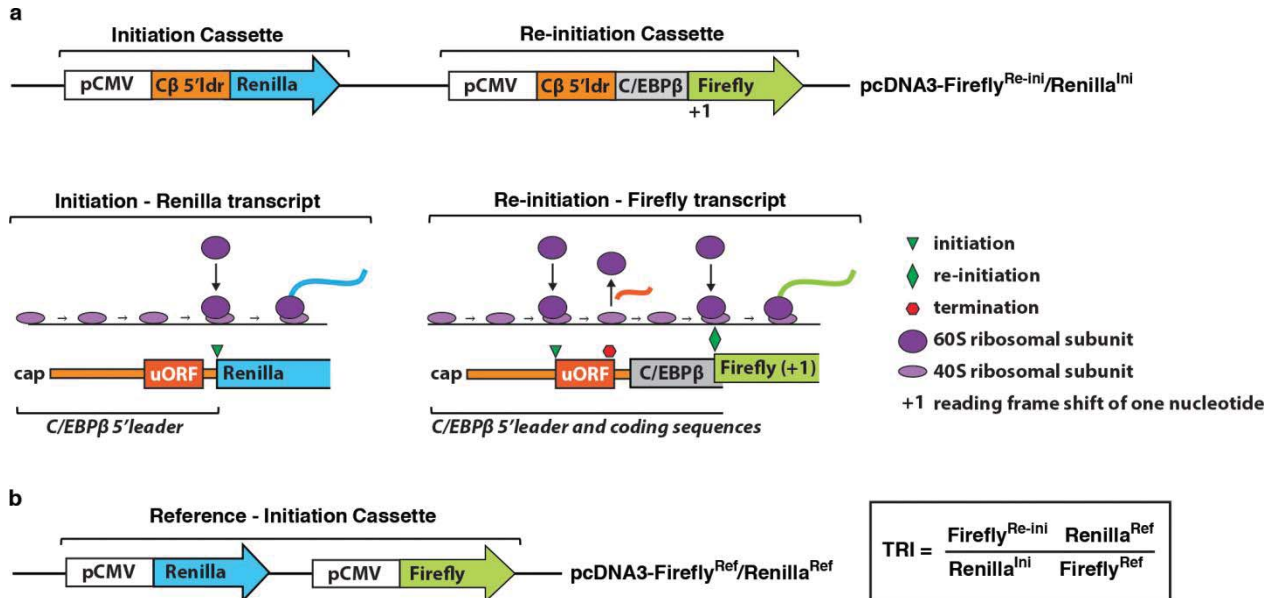 a
Initiation Cassette
Re-initiation Cassette
pCMV Cβ 5'ldr Renilla
pCMV Cβ 5'ldr C/EBPβ Firefly
+1
pcDNA3-Firefly^Re-ini/Renilla^Ini
Initiation - Renilla transcript
cap uORF Renilla
C/EBPβ 5'leader
Re-initiation - Firefly transcript
cap uORF C/EBPβ Firefly (+1)
C/EBPβ 5'leader and coding sequences
initiation
re-initiation
termination
60S ribosomal subunit
40S ribosomal subunit
+1 reading frame shift of one nucleotide
b
Reference - Initiation Cassette
pCMV Renilla pCMV Firefly
pcDNA3-Firefly^Ref/Renilla^Ref
TRI =
Firefly^Re-ini Renilla^Ref
Renilla^Ini Firefly^Ref